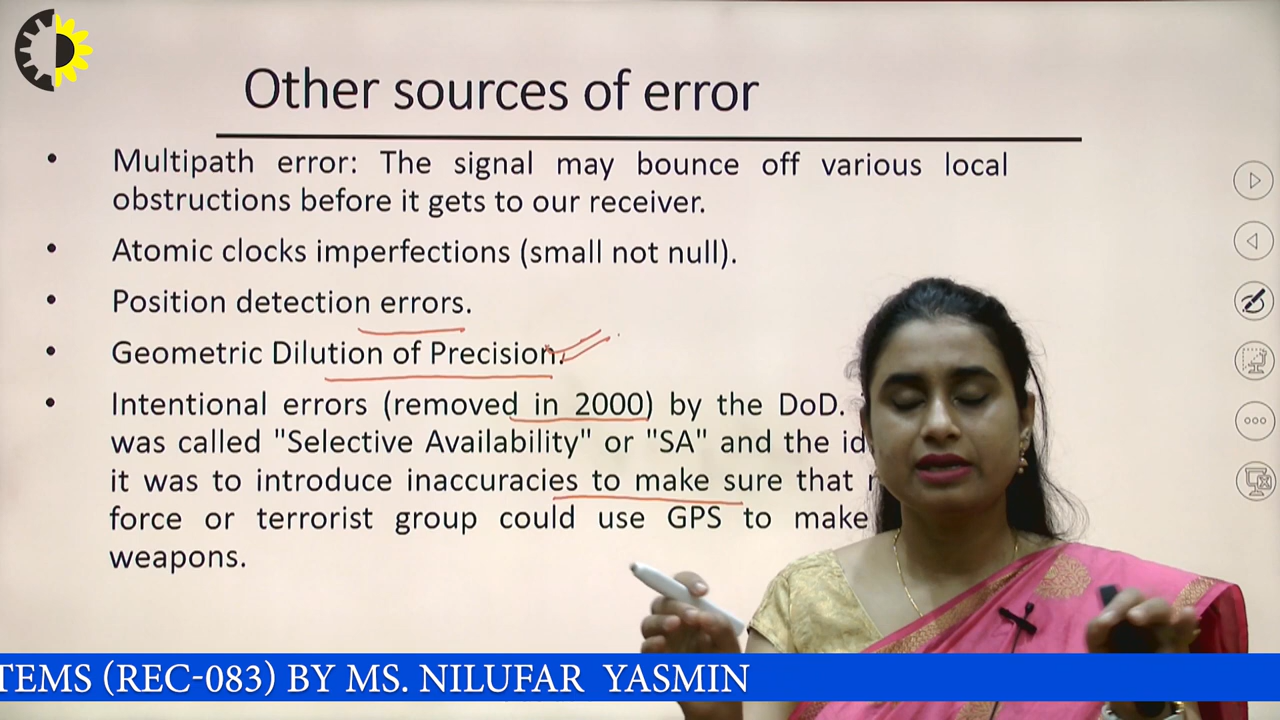 Other sources of error
• Multipath error: The signal may bounce off various local
obstructions before it gets to our receiver.
• Atomic clocks imperfections (small not null).
• Position detection errors.
• Geometric Dilution of Precision.
• Intentional errors (removed in 2000) by the DoD.
was called "Selective Availability" or "SA" and the
it was to introduce inaccuracies to make sure that
force or terrorist group could use GPS to make
weapons.
TEMS (REC-083) BY MS. NILUFAR YASMIN